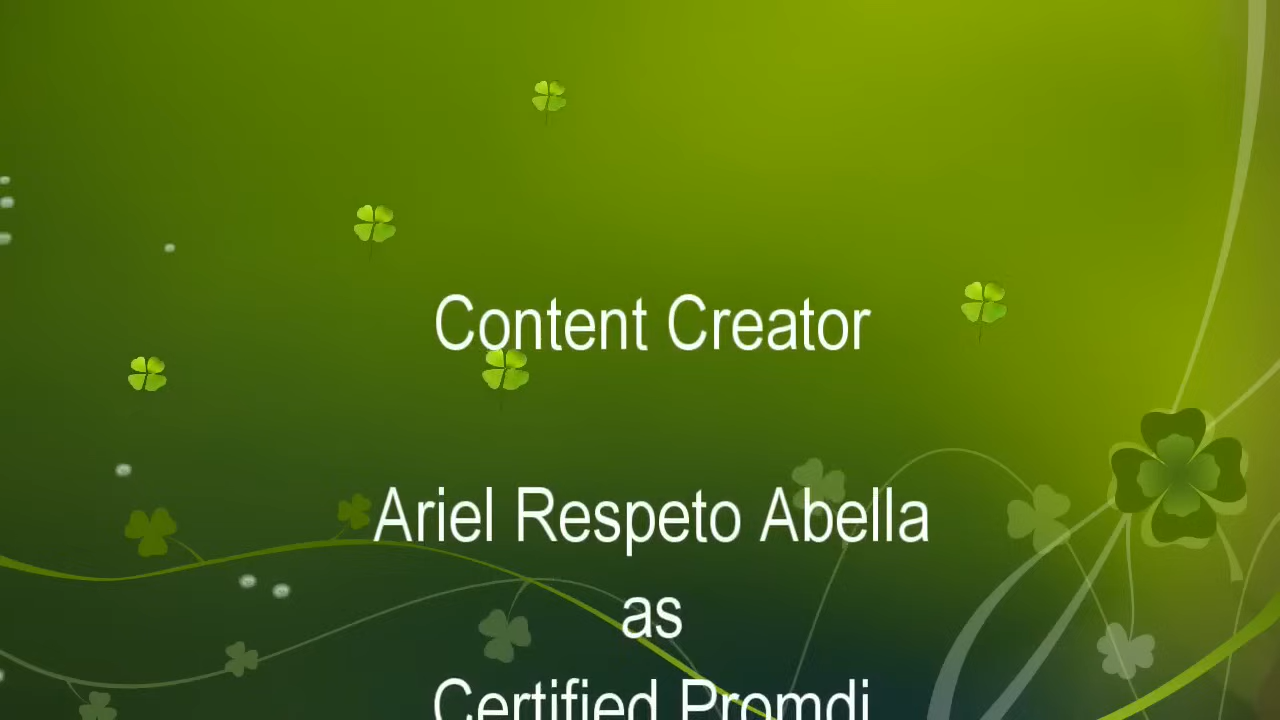 Content Creator
Ariel Respeto Abella
as
Certified Promdi